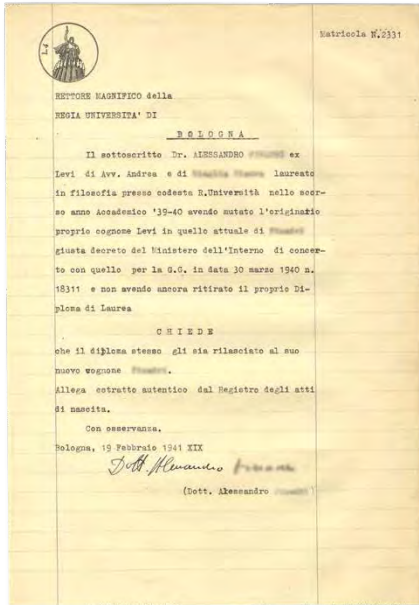 L.4
Matricola N.2331
RETTORE MAGNIFICO della
REGIA UNIVERSITA' DI
BOLOGNA
Il sottoscritto Dr. ALESSANDRO ex
Levi di Avv. Andrea e di laureato
in filosofia presso codesta R.Università nello scor-
so anno Accademico '39-40 avendo mutato l'originario
proprio cognome Levi in quello attuale di
giusta decreto del Ministero dell'Interno di concer-
to con quello per la G.G. in data 30 marzo 1940 n.
18311 e non avendo ancora ritirato il proprio Di-
ploma di Laurea
CHIEDE
che il diploma stesso gli sia rilasciato al suo
nuovo cognome .
Allega estratto autentico dal Registro degli atti
di nascita.
Con osservanza.
Bologna, 19 Febbraio 1941 XIX
Dott. Alessandro
(Dott. Alessandro )